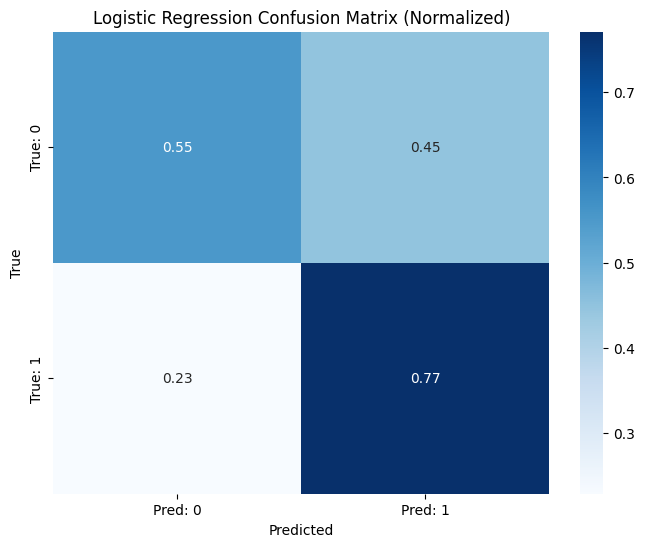 Logistic Regression Confusion Matrix (Normalized)
True: 0
0.55
0.45
True
True: 1
0.23
0.77
Pred: 0
Pred: 1
Predicted
0.7
0.6
0.5
0.4
0.3